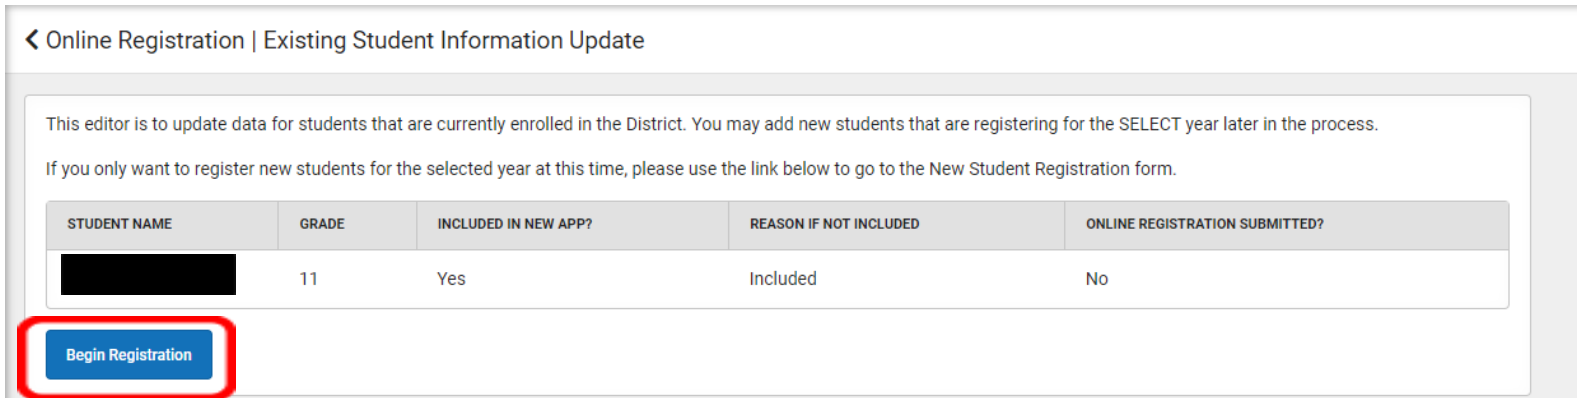 Online Registration | Existing Student Information Update
This editor is to update data for students that are currently enrolled in the District. You may add new students that are registering for the SELECT year later in the process.
If you only want to register new students for the selected year at this time, please use the link below to go to the New Student Registration form.
STUDENT NAME GRADE INCLUDED IN NEW APP? REASON IF NOT INCLUDED ONLINE REGISTRATION SUBMITTED?
11 Yes Included No
Begin Registration